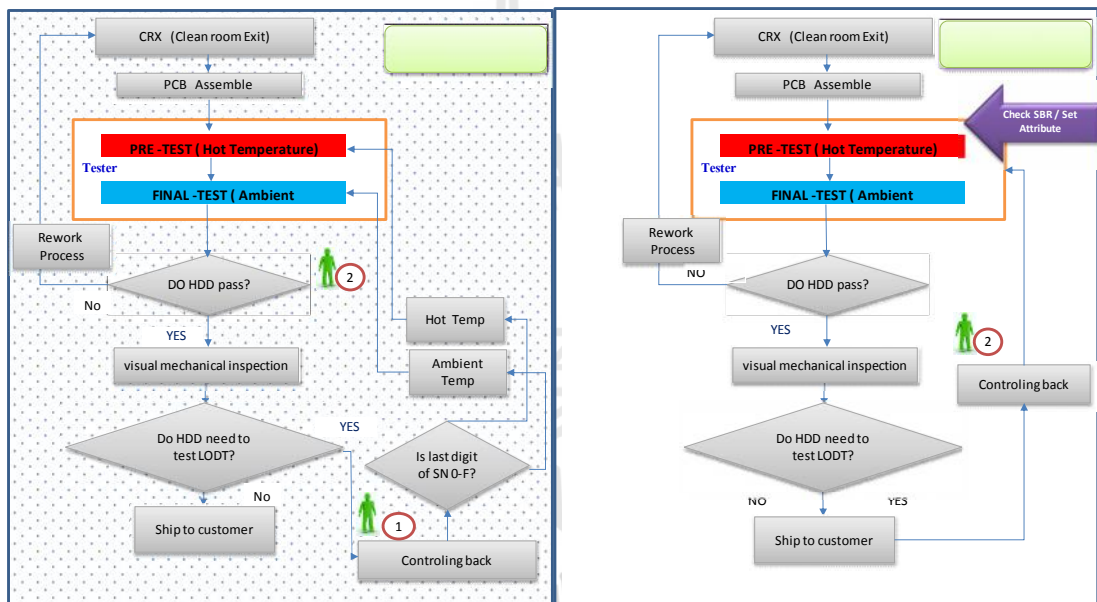 CRX (Clean room Exit)
PCB Assemble
PRE -TEST ( Hot Temperature)
Tester
FINAL -TEST ( Ambient
Rework
Process
2
DO HDD pass?
No
YES
Hot Temp
visual mechanical inspection
Ambient
Temp
YES
Do HDD need to
test LODT?
Is last digit
of SN 0-F?
No
1
Ship to customer
Controling back
CRX (Clean room Exit)
PCB Assemble
Check SBR / Set
Attribute
PRE -TEST ( Hot Temperature)
Tester
FINAL -TEST ( Ambient
Rework
Process
NO
DO HDD pass?
YES
2
visual mechanical inspection
Controling back
Do HDD need to
test LODT?
NO
YES
Ship to customer